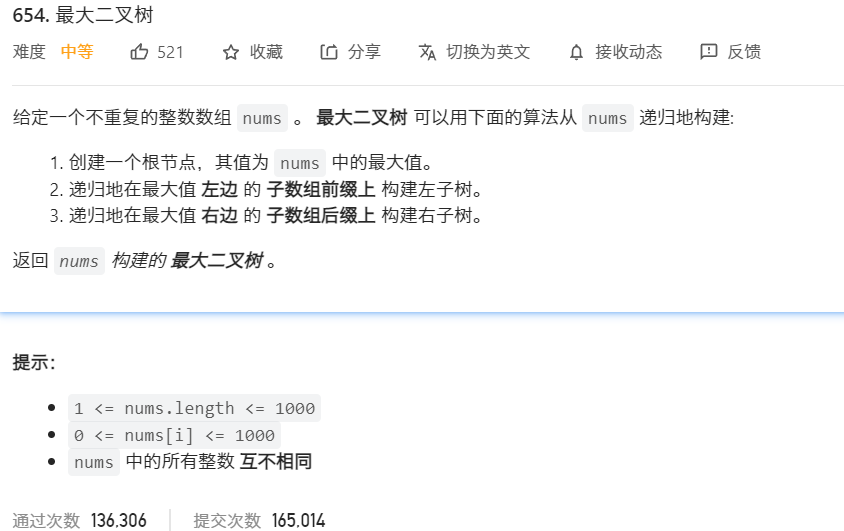 654. 最大二叉树
难度 中等 521 收藏 分享 切换为英文 接收动态 反馈
给定一个不重复的整数数组 nums 。 最大二叉树 可以用下面的算法从 nums 递归地构建:
1. 创建一个根节点，其值为 nums 中的最大值。
2. 递归地在最大值 左边 的 子数组前缀上 构建左子树。
3. 递归地在最大值 右边 的 子数组后缀上 构建右子树。
返回 nums 构建的 最大二叉树 。
提示：
1 <= nums.length <= 1000
0 <= nums[i] <= 1000
nums 中的所有整数 互不相同
通过次数 136,306 提交次数 165,014